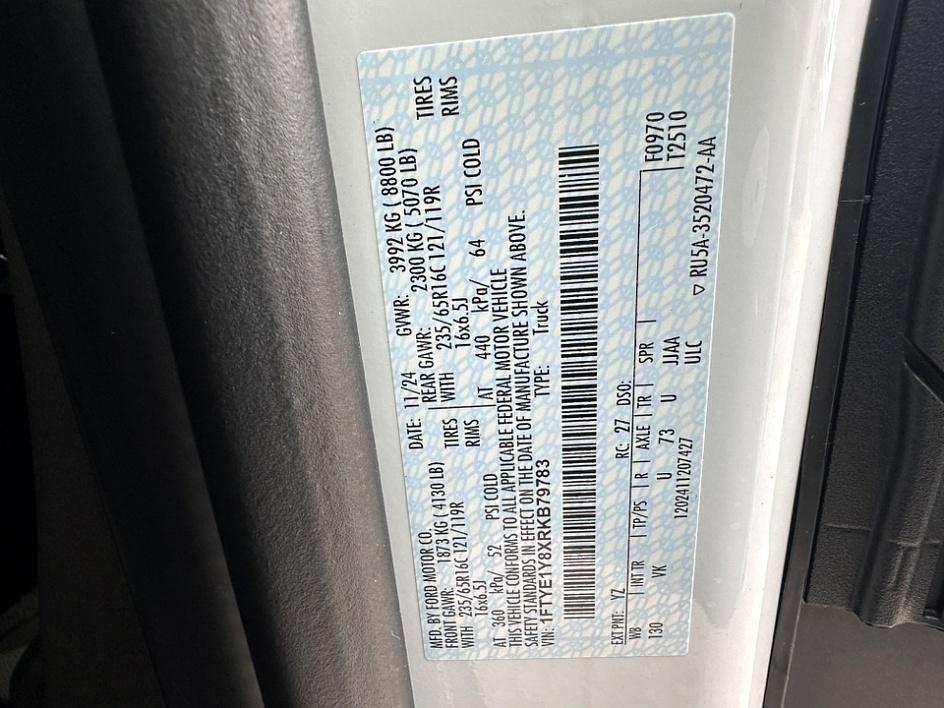 MFD. BY FORD MOTOR CO. DATE: 11/24 GVWR: 3992 KG ( 8800 LB)
FRONT GAWR: 1873 KG ( 4130 LB) REAR GAWR: 2300 KG ( 5070 LB)
WITH 235/65R16C 121/119R TIRES WITH 235/65R16C 121/119R TIRES
16x6.5J RIMS 16x6.5J RIMS
AT 360 kPa/ 52 PSI COLD AT 440 kPa/ 64 PSI COLD
THIS VEHICLE CONFORMS TO ALL APPLICABLE FEDERAL MOTOR VEHICLE
SAFETY STANDARDS IN EFFECT ON THE DATE OF MANUFACTURE SHOWN ABOVE.
VIN: 1FTYE1Y8XRKB79783 TYPE: Truck
EXT PNT: YZ RC: 27 DSO: F0970
WB INT TR TP/PS R AXLE TR SPR T2510
130 VK U 73 U JJAA
1202411207427 ULC
▽ RU5A-3520472-AA